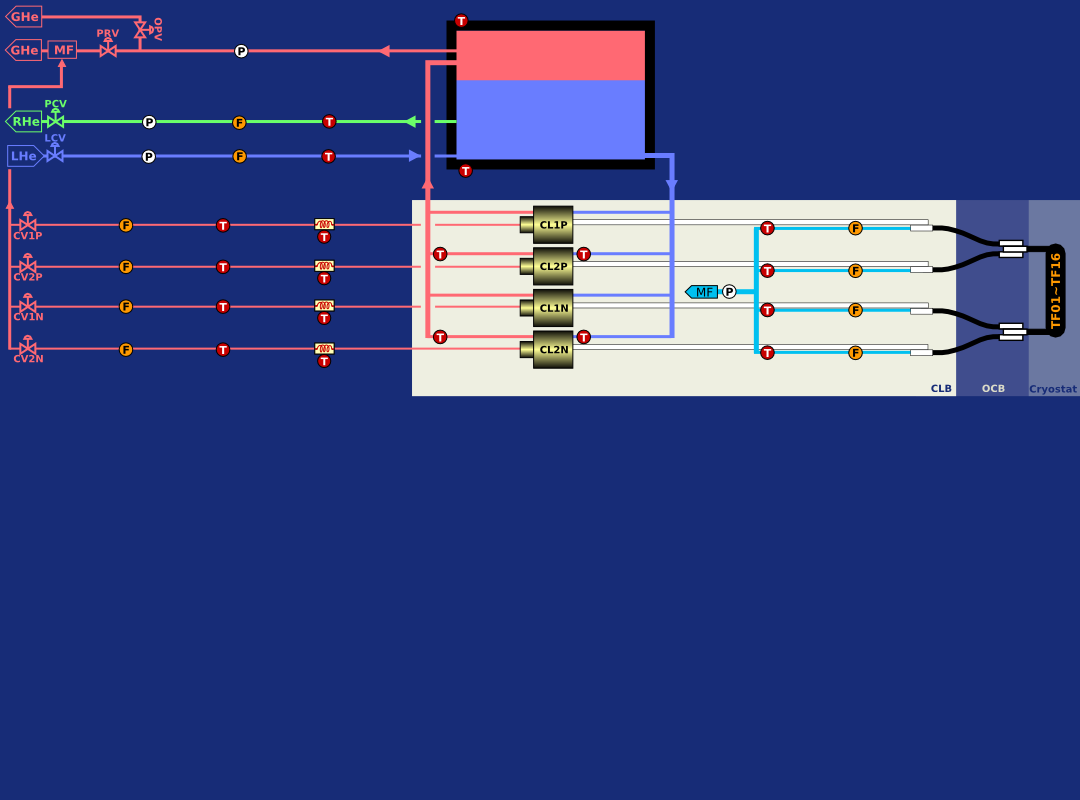 GHe
OPV
T
PRV
GHe MF P
PCV
RHe P F T
LCV
LHe P F T
T
CV1P F T CL1P T F
T
CV2P F T T CL2P T T F
T
MF P
CV1N F T CL1N T F
T
CV2N F T T CL2N T T F
T
TF01~TF16
CLB OCB Cryostat